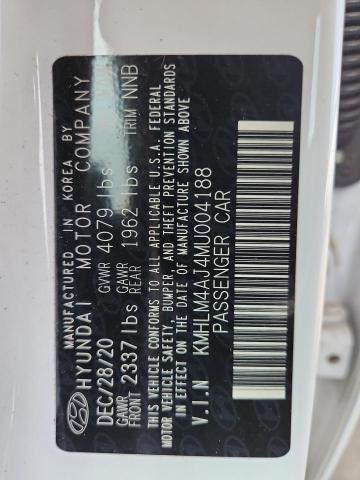 MANUFACTURED IN KOREA BY
HYUNDAI MOTOR COMPANY
DEC/28/20 GVWR 4079 lbs
GAWR FRONT 2337 lbs GAWR REAR 1962 lbs TRIM NNB
THIS VEHICLE CONFORMS TO ALL APPLICABLE U.S.A. FEDERAL
MOTOR VEHICLE SAFETY, BUMPER, AND THEFT PREVENTION STANDARDS
IN EFFECT ON THE DATE OF MANUFACTURE SHOWN ABOVE.
V.I.N KMHLM4AJ4MU004188
PASSENGER CAR